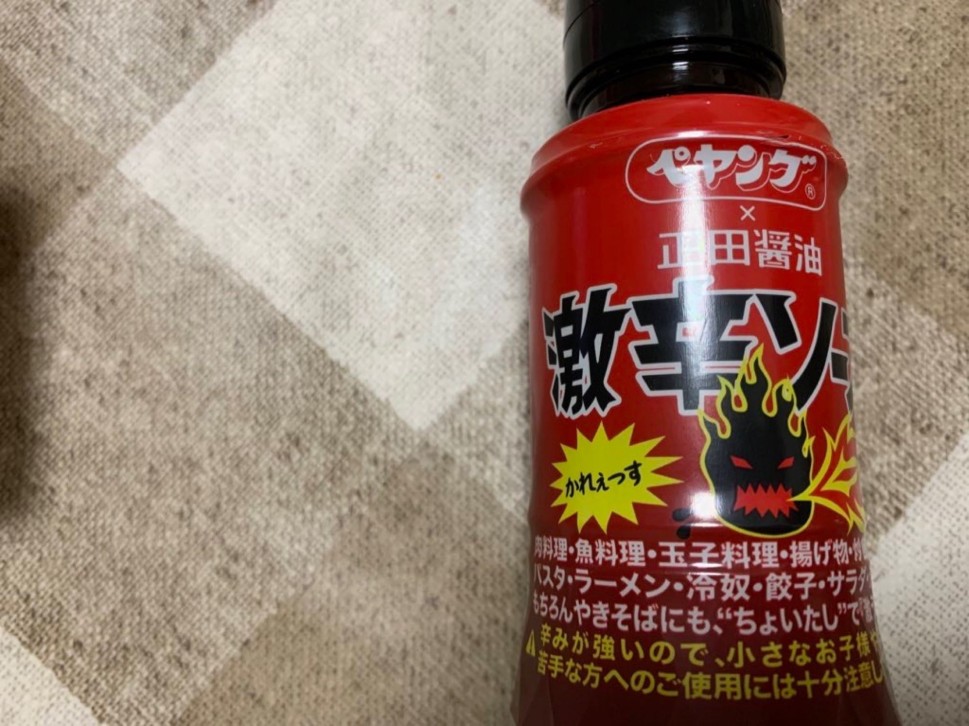 ペヤング®
×
正田醤油
激辛ソ
かれぇっす
肉料理・魚料理・玉子料理・揚げ物・
パスタ・ラーメン・冷奴・餃子・サラダ
もちろんやきそばにも、“ちょいたし”で
⚠辛みが強いので、小さなお子様や
苦手な方へのご使用には十分注意し